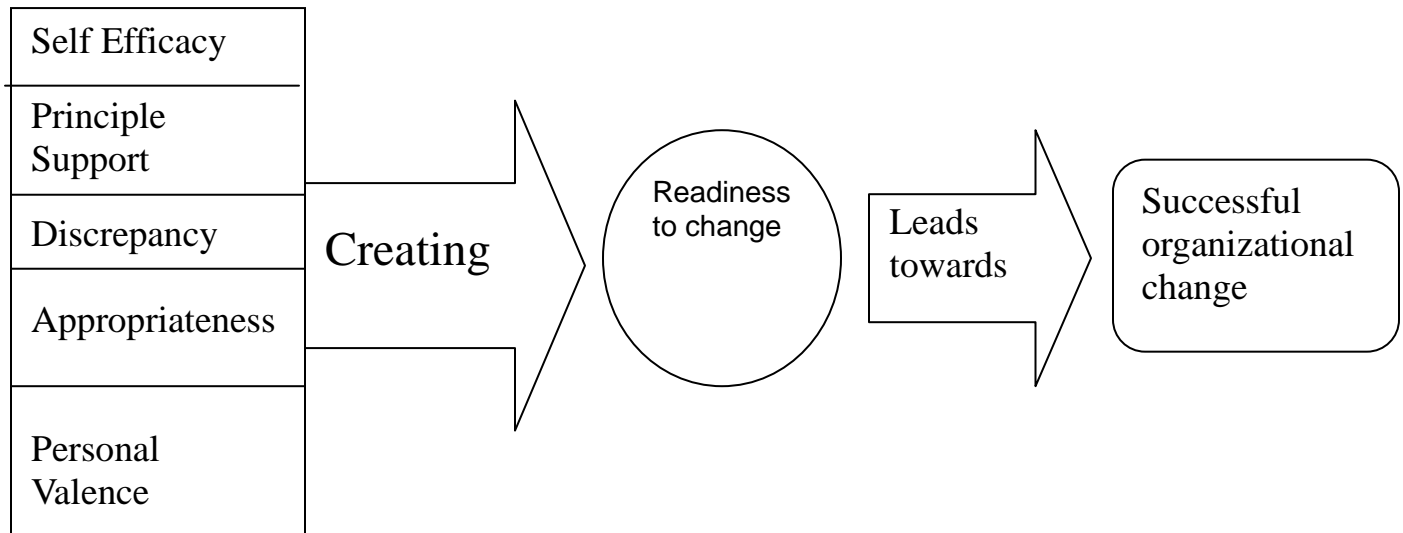 Self Efficacy
Principle
Support
Discrepancy
Appropriateness
Personal
Valence
Creating
Readiness
to change
Leads
towards
Successful
organizational
change